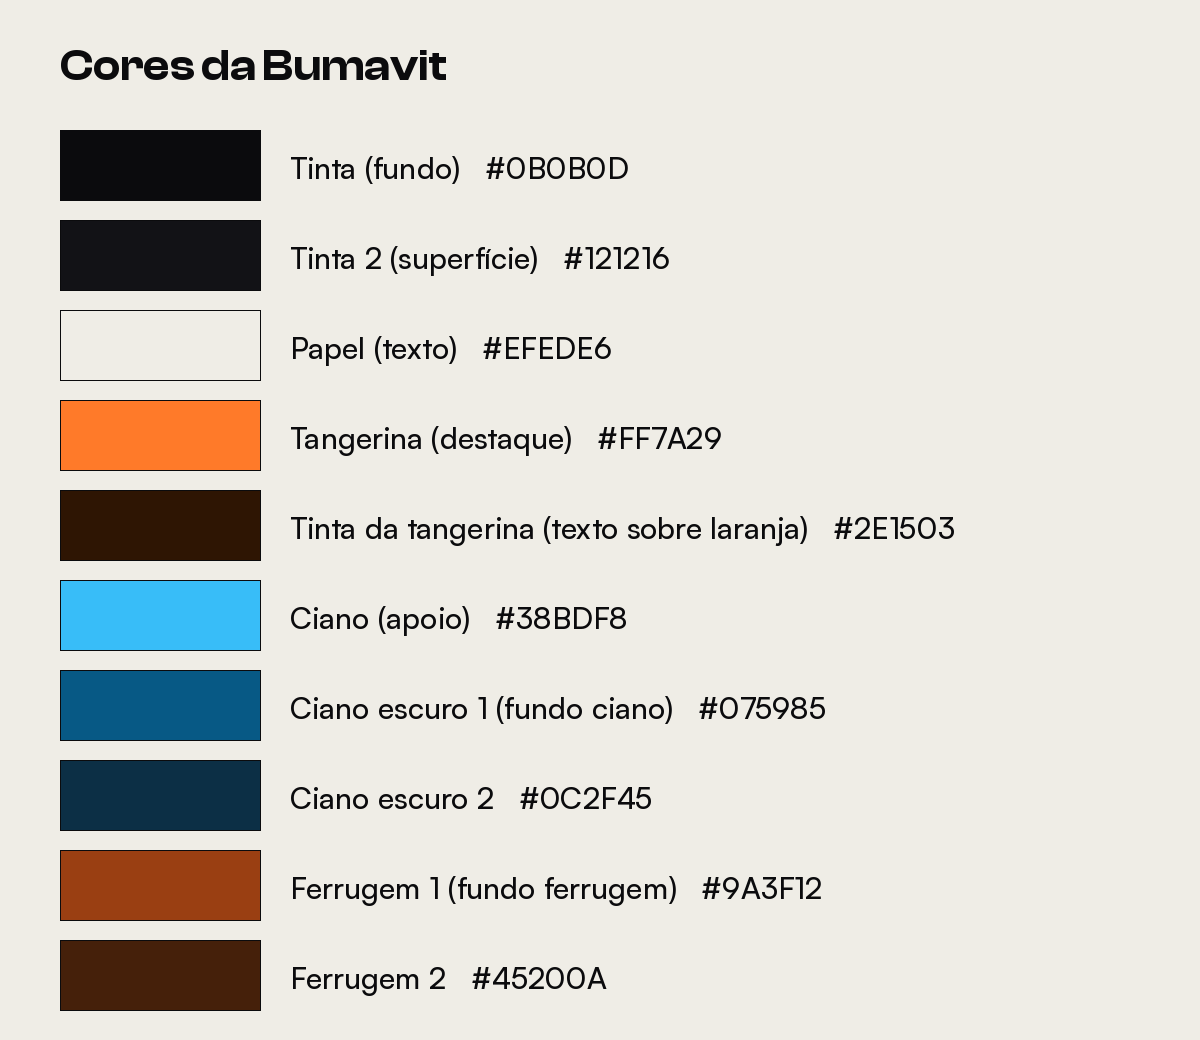 Cores da Bumavit
Tinta (fundo) #0B0B0D
Tinta 2 (superfície) #121216
Papel (texto) #EFEDE6
Tangerina (destaque) #FF7A29
Tinta da tangerina (texto sobre laranja) #2E1503
Ciano (apoio) #38BDF8
Ciano escuro 1 (fundo ciano) #075985
Ciano escuro 2 #0C2F45
Ferrugem 1 (fundo ferrugem) #9A3F12
Ferrugem 2 #45200A